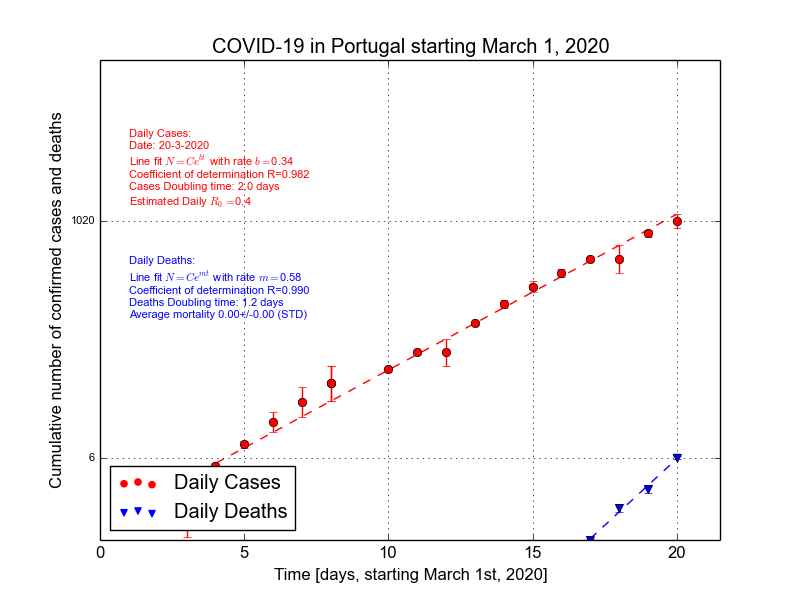 COVID-19 in Portugal starting March 1, 2020
Cumulative number of confirmed cases and deaths
Daily Cases:
Date: 20-3-2020
Line fit N = Ce^{bt} with rate b =0.34
Coefficient of determination R=0.982
Cases Doubling time: 2.0 days
Estimated Daily R_0 =0.4
1020
Daily Deaths:
Line fit N = Ce^{mt} with rate m =0.58
Coefficient of determination R=0.990
Deaths Doubling time: 1.2 days
Average mortality 0.00+/-0.00 (STD)
6
Daily Cases
Daily Deaths
0 5 10 15 20
Time [days, starting March 1st, 2020]